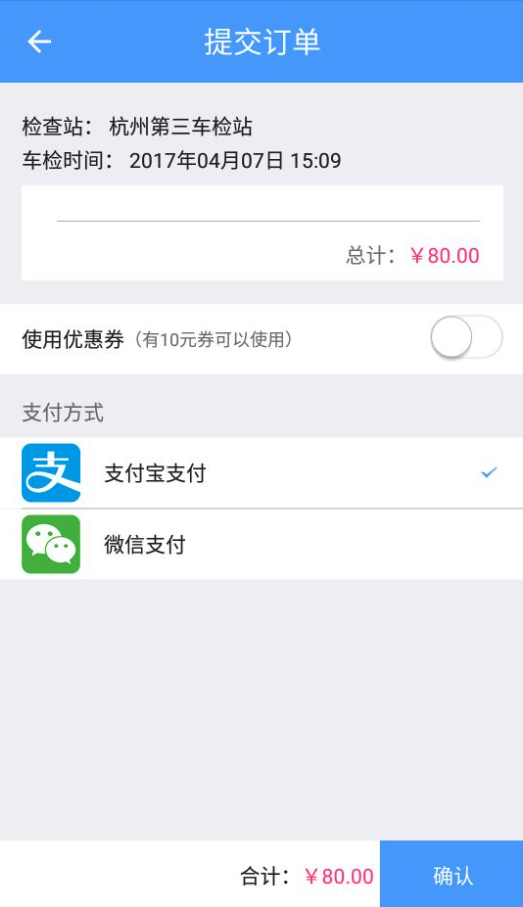 提交订单
检查站： 杭州第三车检站
车检时间： 2017年04月07日 15:09
总计：￥80.00
使用优惠券（有10元券可以使用）
支付方式
支 支付宝支付
微信支付
合计：￥80.00 确认